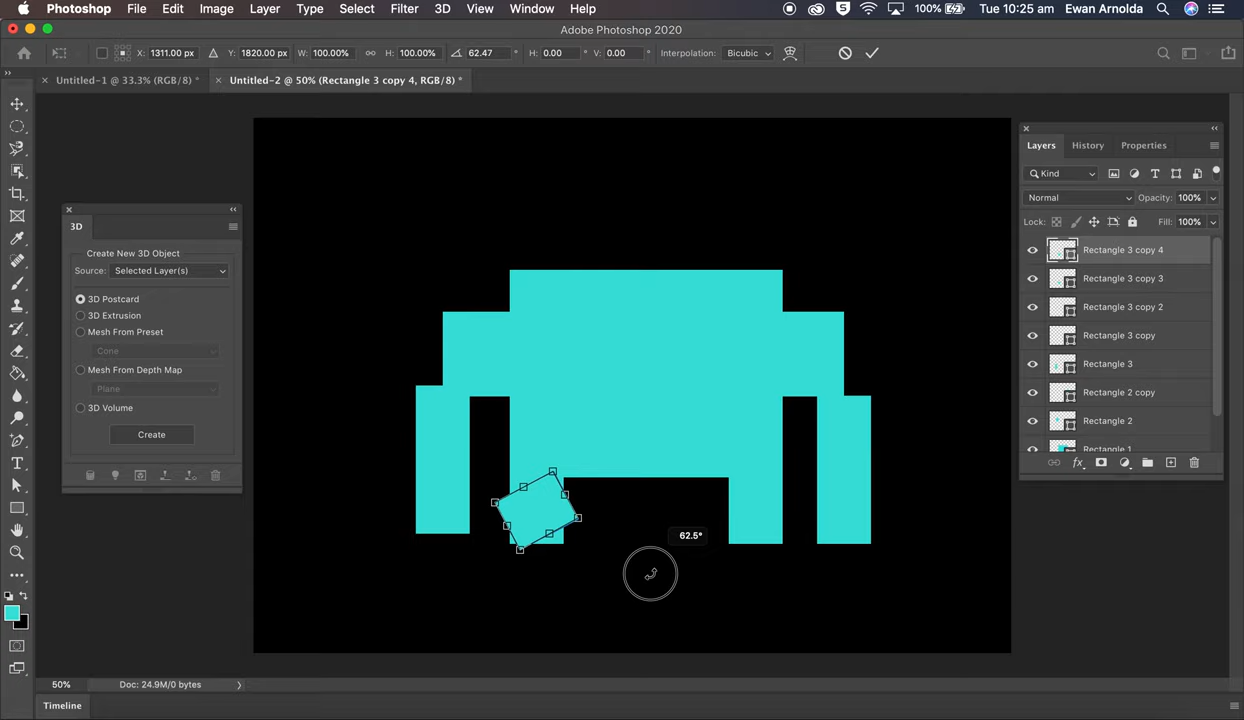 Photoshop File Edit Image Layer Type Select Filter 3D View Window Help 100% Tue 10:25 am Ewan Arnolda
Adobe Photoshop 2020
X: 1311.00 px Y: 1820.00 px W: 100.00% H: 100.00% 62.47 ° H: 0.00 ° V: 0.00 ° Interpolation: Bicubic
Untitled-1 @ 33.3% (RGB/8) * Untitled-2 @ 50% (Rectangle 3 copy 4, RGB/8) *
3D
Create New 3D Object
Source: Selected Layer(s)
3D Postcard
3D Extrusion
Mesh From Preset
Cone
Mesh From Depth Map
Plane
3D Volume
Create
62.5°
Layers History Properties
Kind
Normal Opacity: 100%
Lock: Fill: 100%
Rectangle 3 copy 4
Rectangle 3 copy 3
Rectangle 3 copy 2
Rectangle 3 copy
Rectangle 3
Rectangle 2 copy
Rectangle 2
Rectangle 1
50% Doc: 24.9M/0 bytes
Timeline